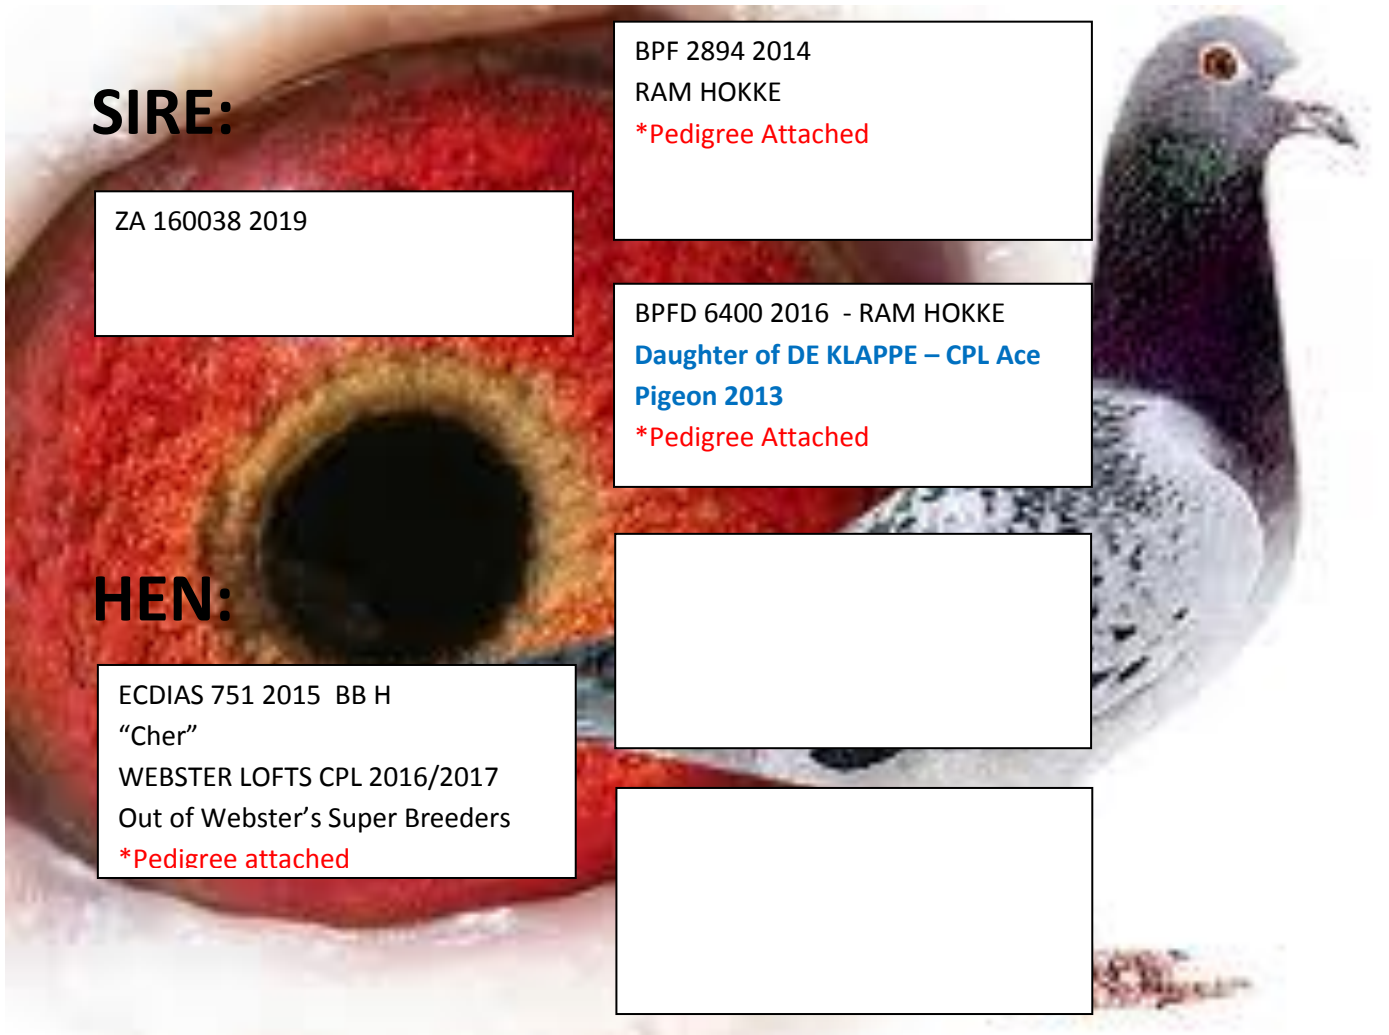 SIRE:
ZA 160038 2019
BPF 2894 2014
RAM HOKKE
*Pedigree Attached
BPFD 6400 2016  - RAM HOKKE
Daughter of DE KLAPPE – CPL Ace
Pigeon 2013
*Pedigree Attached
HEN:
ECDIAS 751 2015  BB H
“Cher”
WEBSTER LOFTS CPL 2016/2017
Out of Webster’s Super Breeders
*Pedigree attached